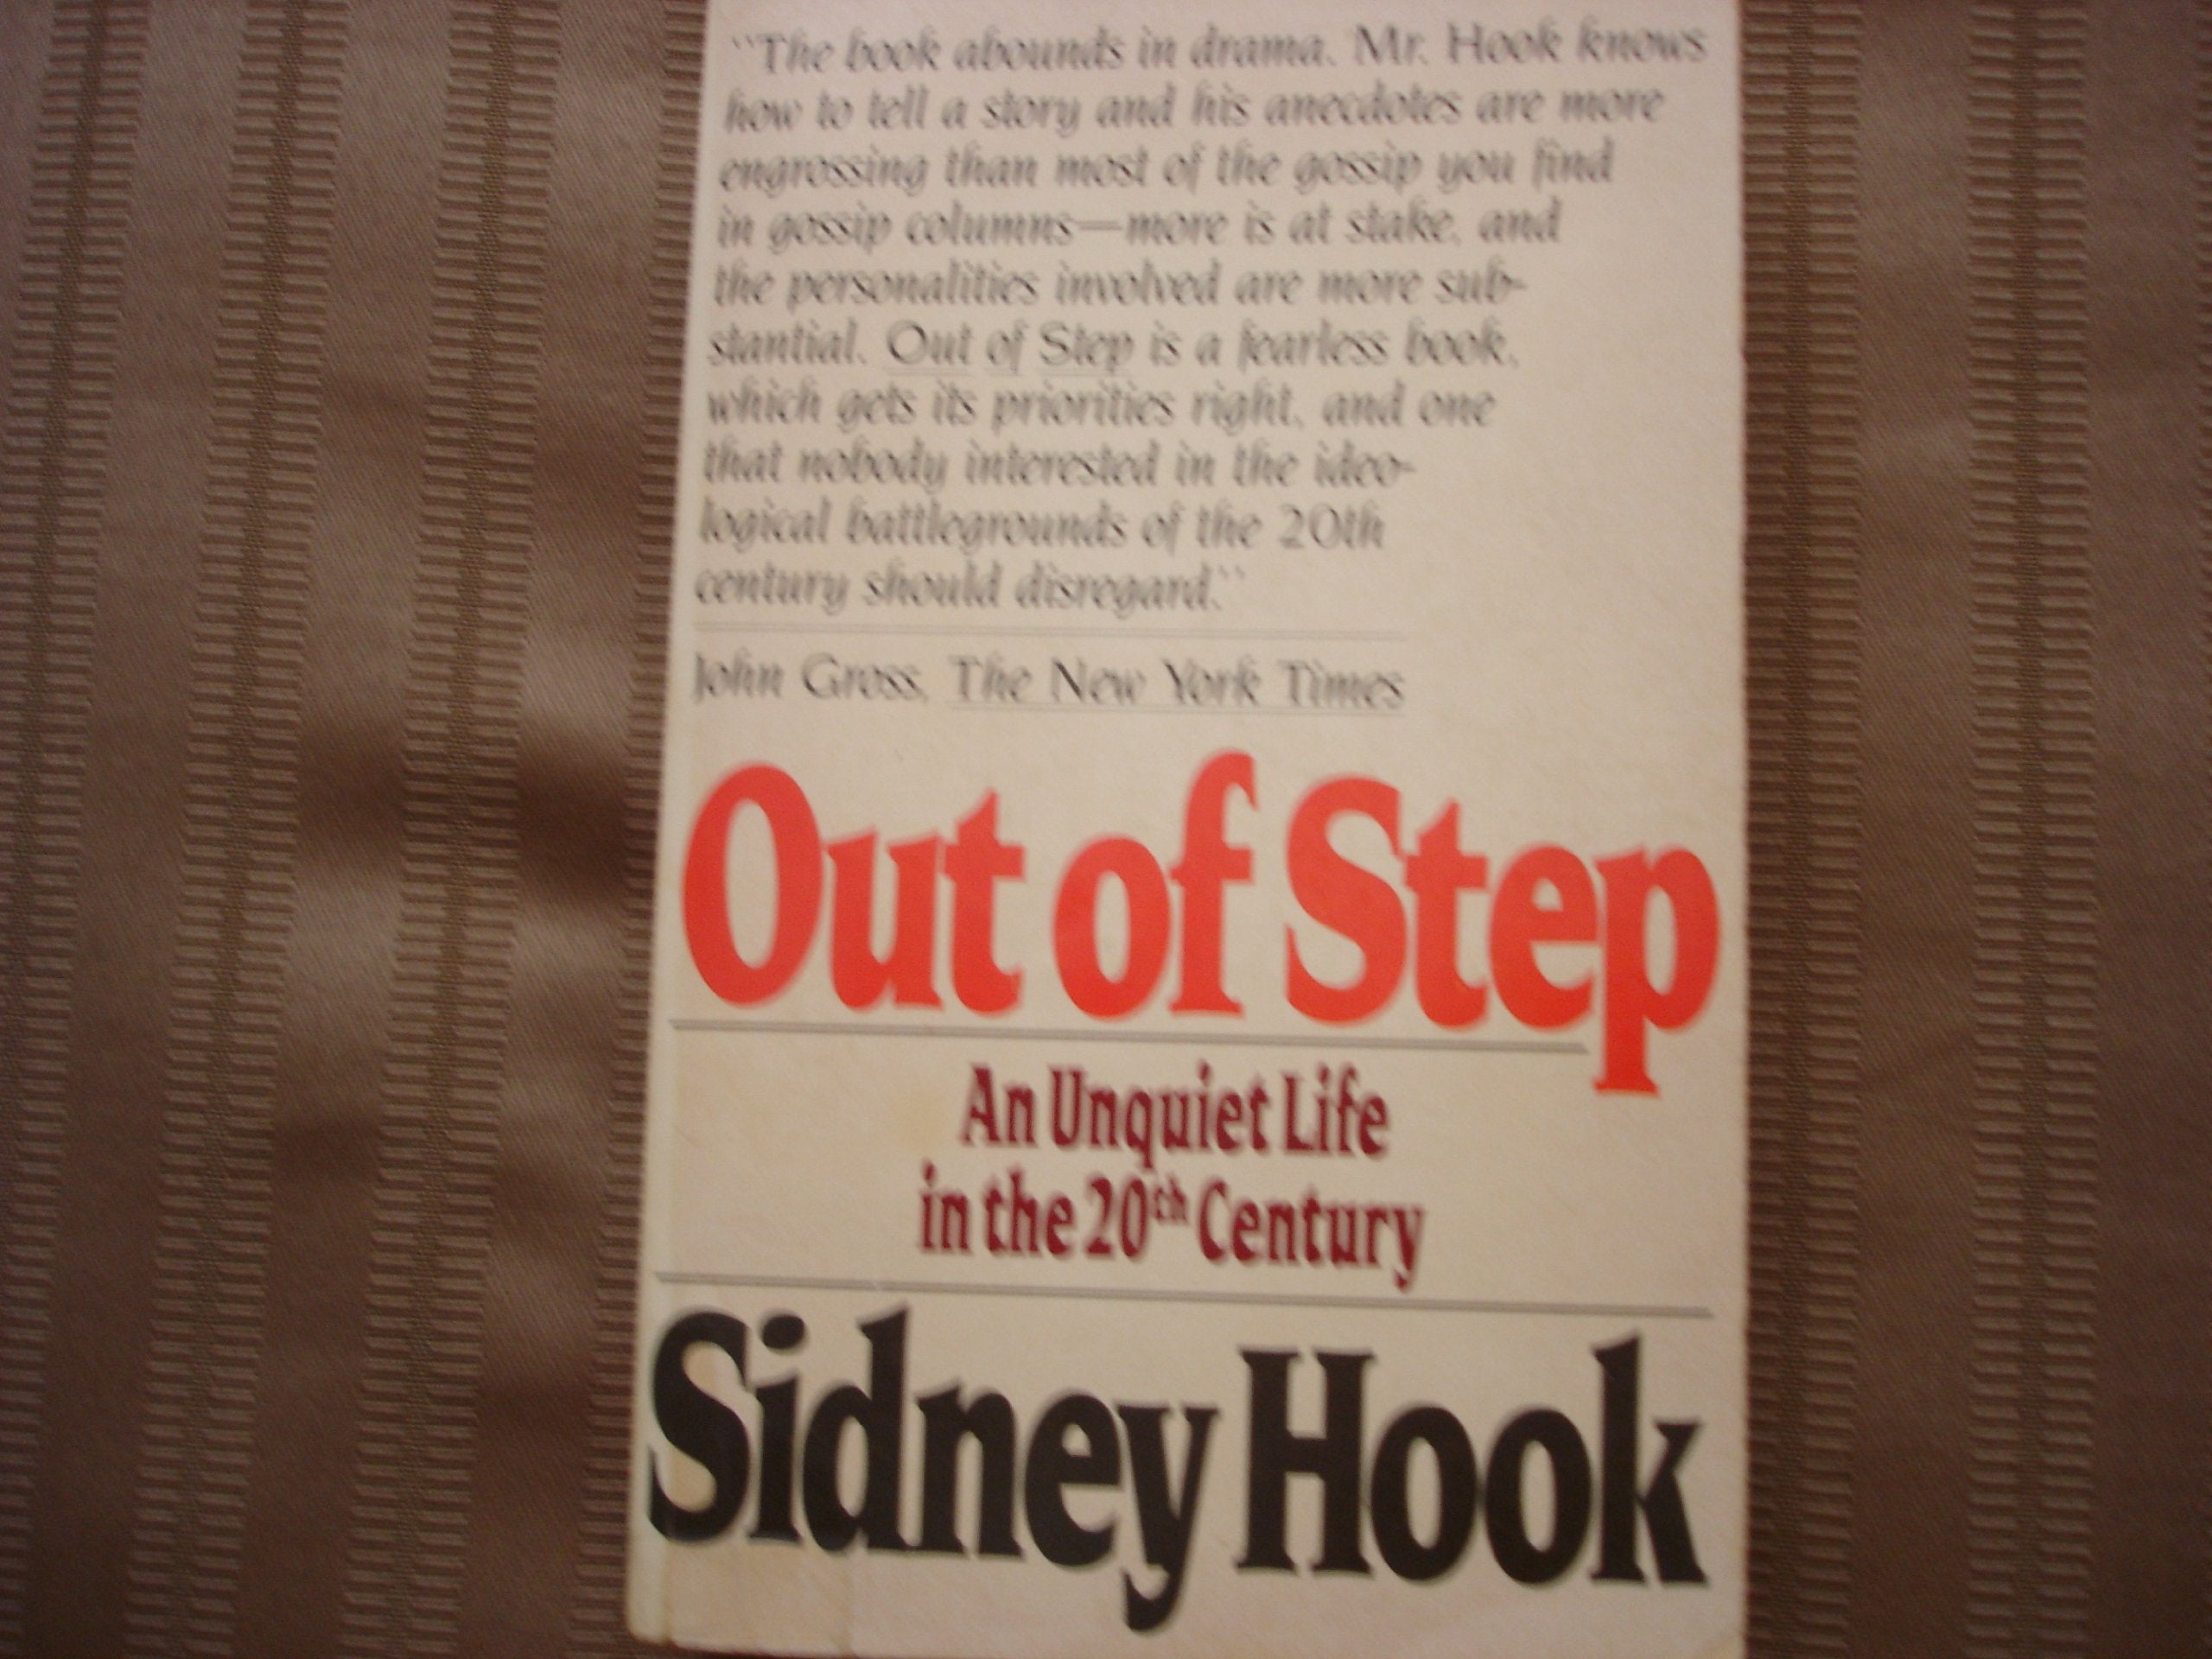 "The book abounds in drama. Mr. Hook knows
how to tell a story and his anecdotes are more
engrossing than most of the gossip you find
in gossip columns—more is at stake, and
the personalities involved are more sub-
stantial. Out of Step is a fearless book,
which gets its priorities right, and one
that nobody interested in the ideo-
logical battlegrounds of the 20th
century should disregard."
John Gross, The New York Times
Out of Step
An Unquiet Life
in the 20th Century
Sidney Hook